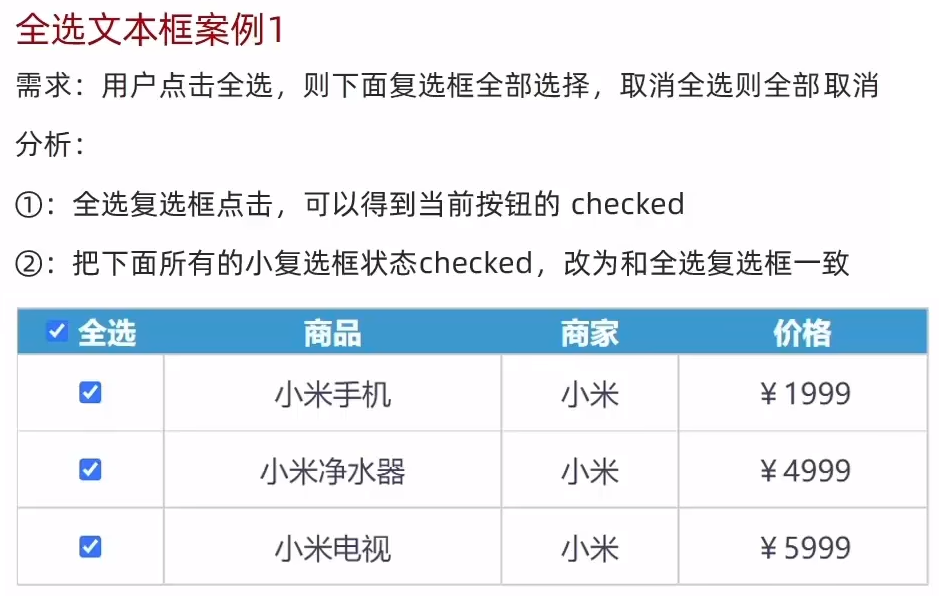 全选文本框案例1
需求：用户点击全选，则下面复选框全部选择，取消全选则全部取消
分析：
①：全选复选框点击，可以得到当前按钮的 checked
②：把下面所有的小复选框状态checked，改为和全选复选框一致
全选 商品 商家 价格
小米手机 小米 ￥1999
小米净水器 小米 ￥4999
小米电视 小米 ￥5999